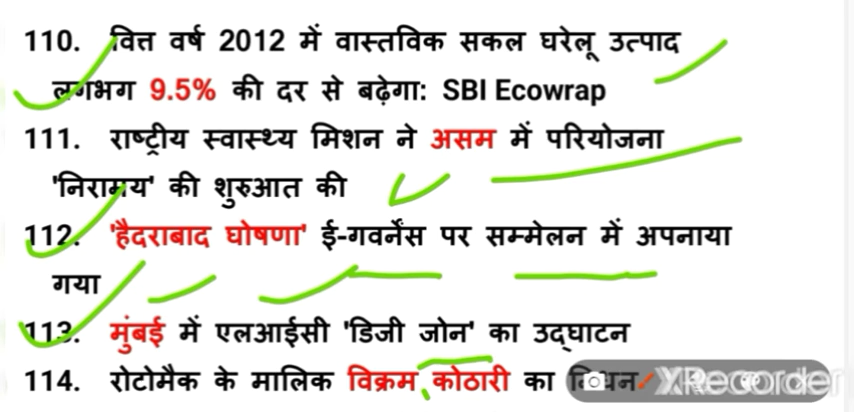 110. वित्त वर्ष 2012 में वास्तविक सकल घरेलू उत्पाद
लगभग 9.5% की दर से बढ़ेगा: SBI Ecowrap
111. राष्ट्रीय स्वास्थ्य मिशन ने असम में परियोजना
'निरामय' की शुरुआत की
112. 'हैदराबाद घोषणा' ई-गवर्नेंस पर सम्मेलन में अपनाया
गया
113. मुंबई में एलआईसी 'डिजी जोन' का उद्घाटन
114. रोटोमैक के मालिक विक्रम कोठारी का निधन XRecorder